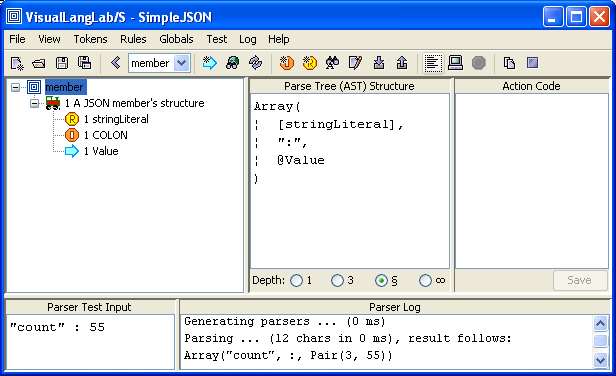 VisualLangLab/S - SimpleJSON
File View Tokens Rules Globals Test Log Help
member
Parse Tree (AST) Structure
Action Code
member
1 A JSON member's structure
R 1 stringLiteral
1 COLON
1 Value
Array(
¦ [stringLiteral],
¦ ":",
¦ @Value
)
Depth: 1 3 § ∞
Save
Parser Test Input
Parser Log
"count" : 55
Generating parsers ... (0 ms)
Parsing ... (12 chars in 0 ms), result follows:
Array("count", :, Pair(3, 55))